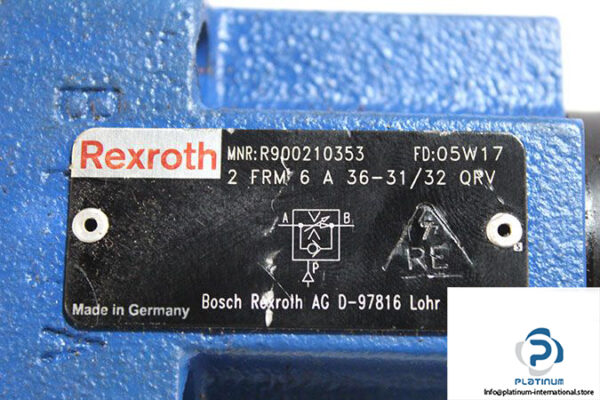 B
Rexroth
MNR:R900210353 FD:05W17
2 FRM 6 A 36-31/32 QRV
A B
P
RE
Made in Germany
Bosch Rexroth AG D-97816 Lohr
PLATINUM
Info@platinum-international.store